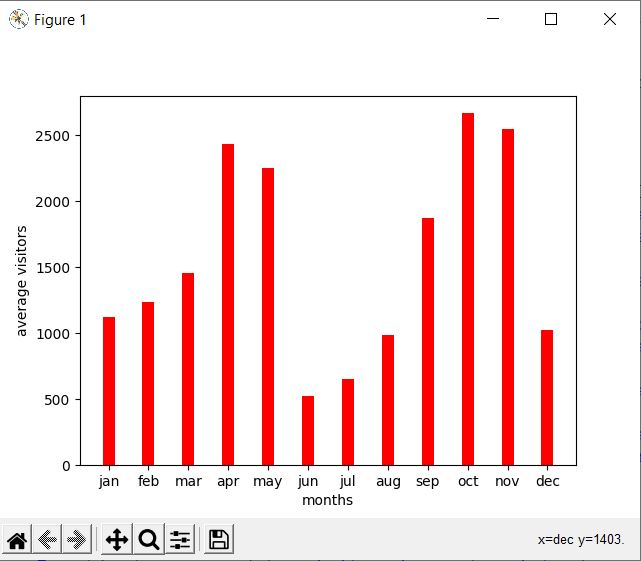 Figure 1
2500
2000
1500
1000
500
0
average visitors
jan feb mar apr may jun jul aug sep oct nov dec
months
x=dec y=1403.